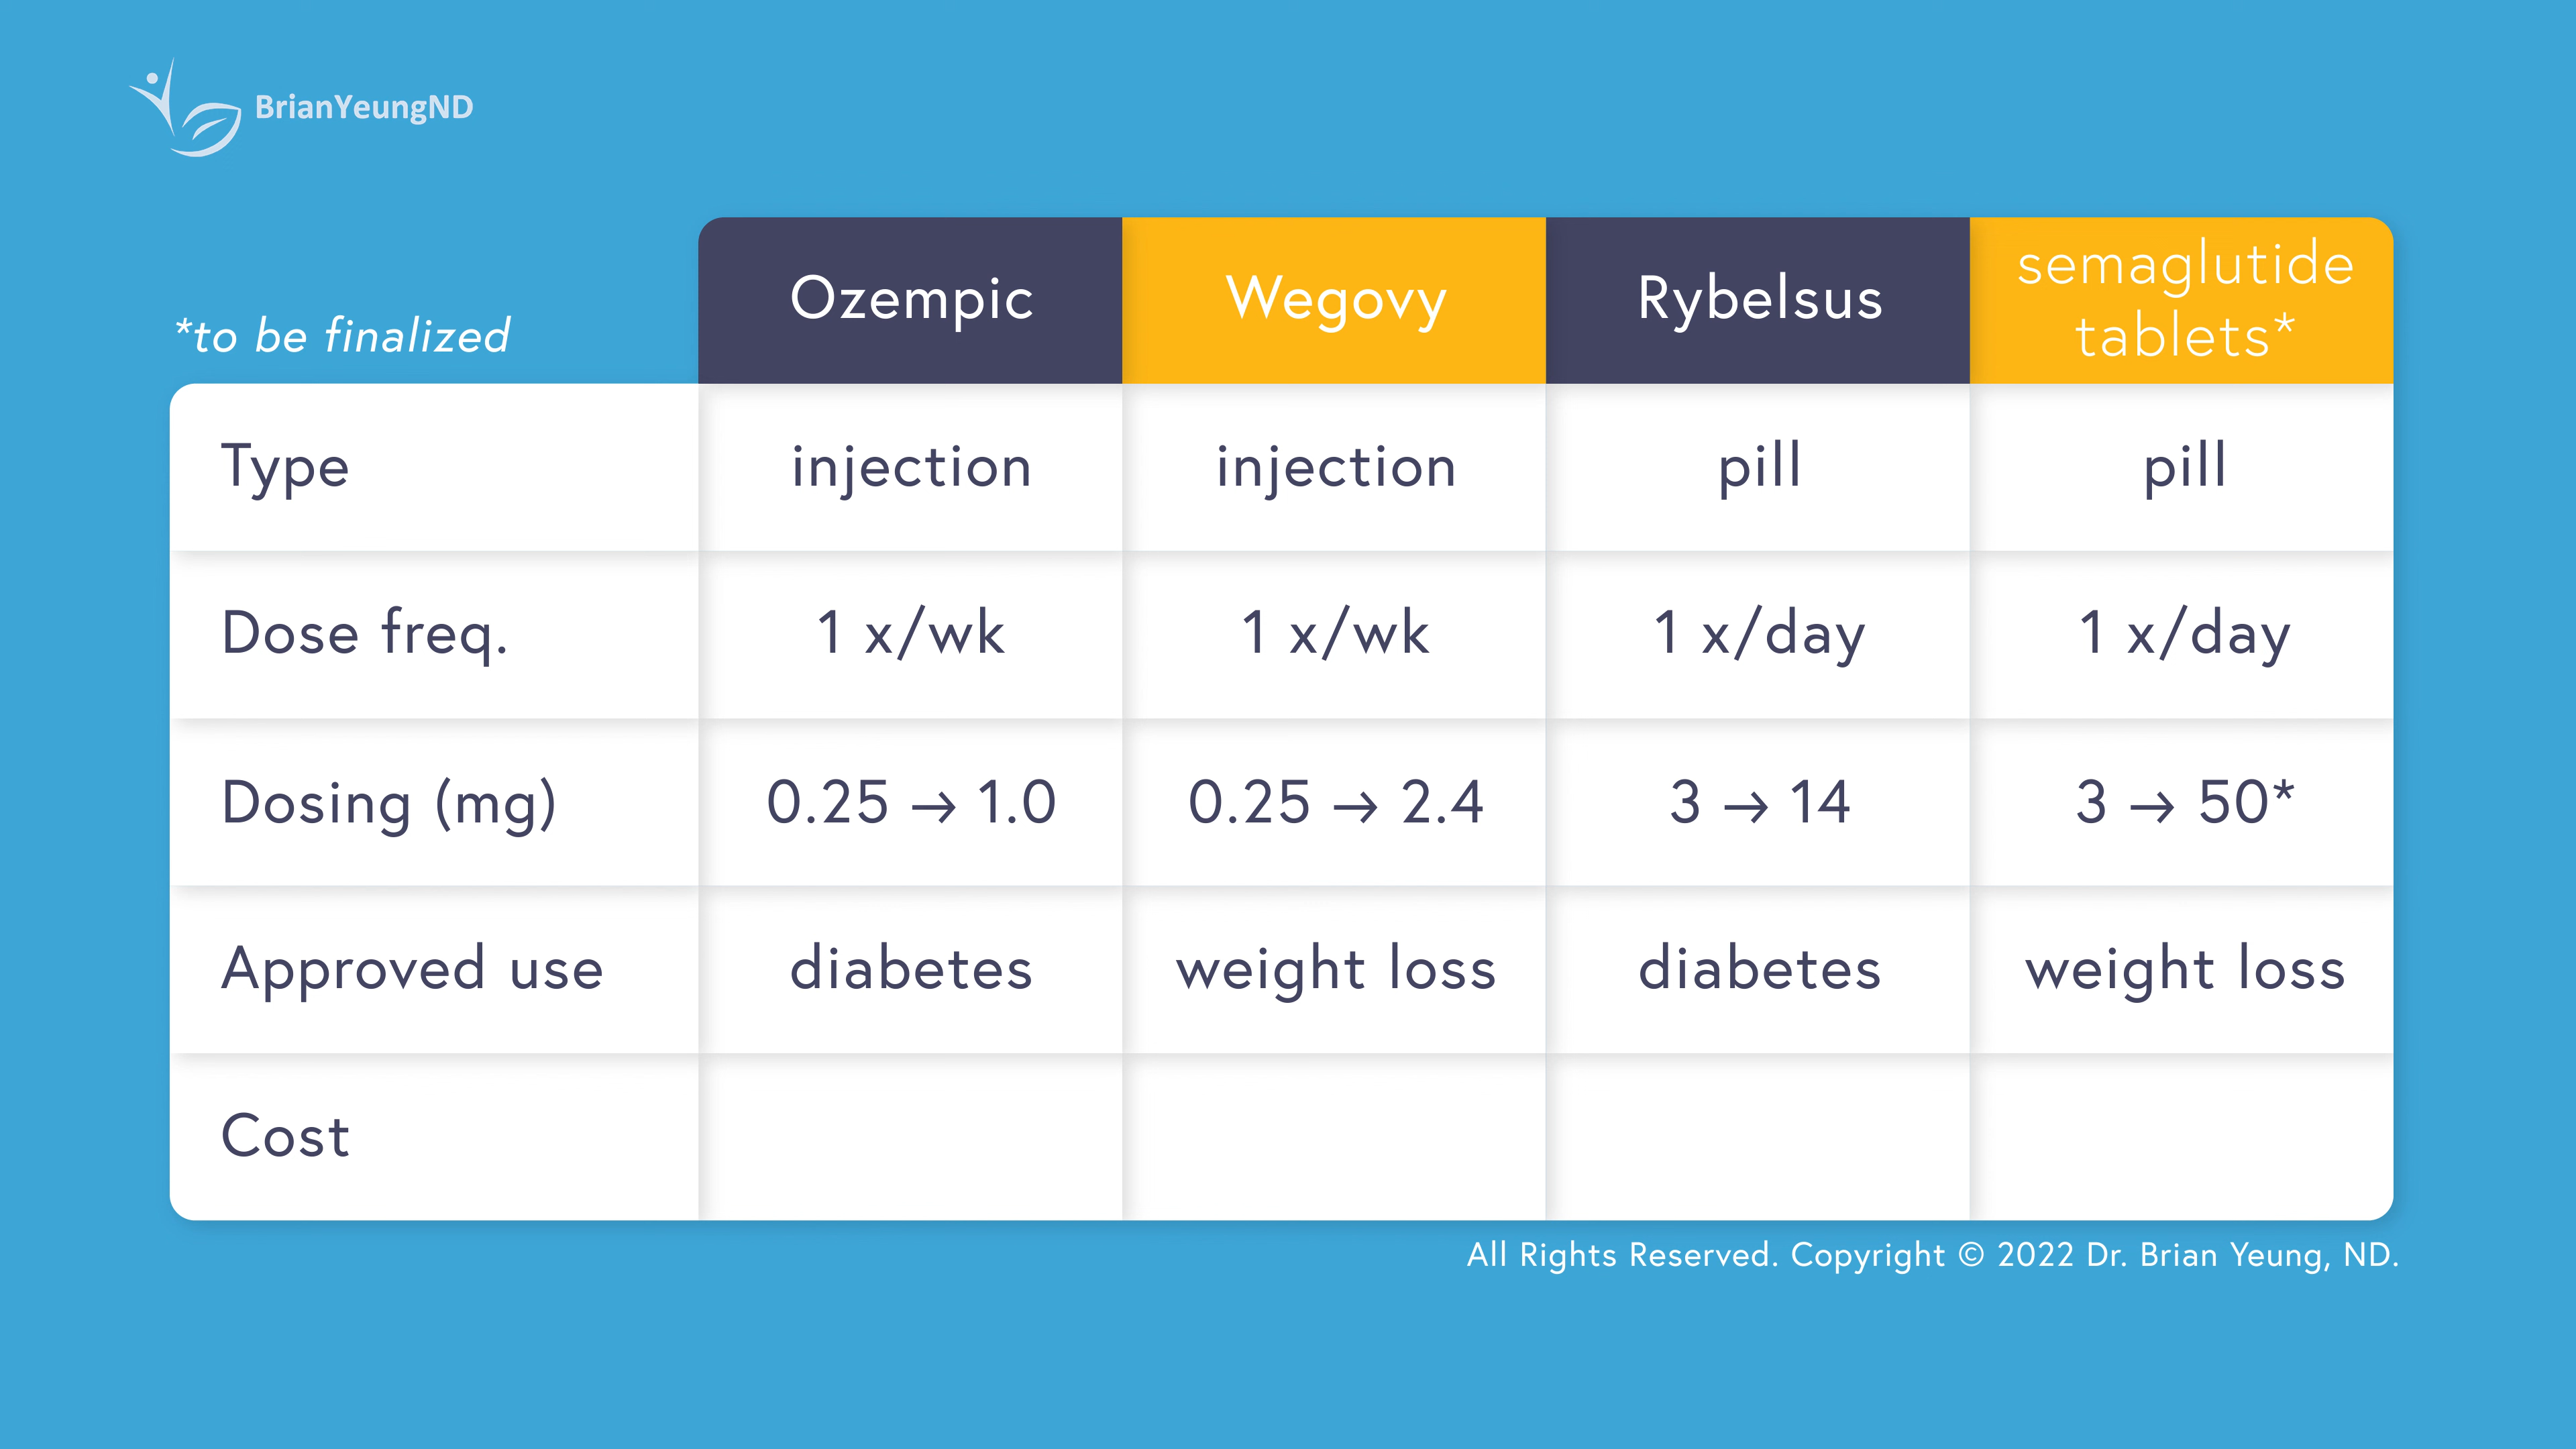 BrianYeungND
Ozempic Wegovy Rybelsus semaglutide
tablets*
*to be finalized
Type injection injection pill pill
Dose freq. 1 x/wk 1 x/wk 1 x/day 1 x/day
Dosing (mg) 0.25 → 1.0 0.25 → 2.4 3 → 14 3 → 50*
Approved use diabetes weight loss diabetes weight loss
Cost
All Rights Reserved. Copyright © 2022 Dr. Brian Yeung, ND.